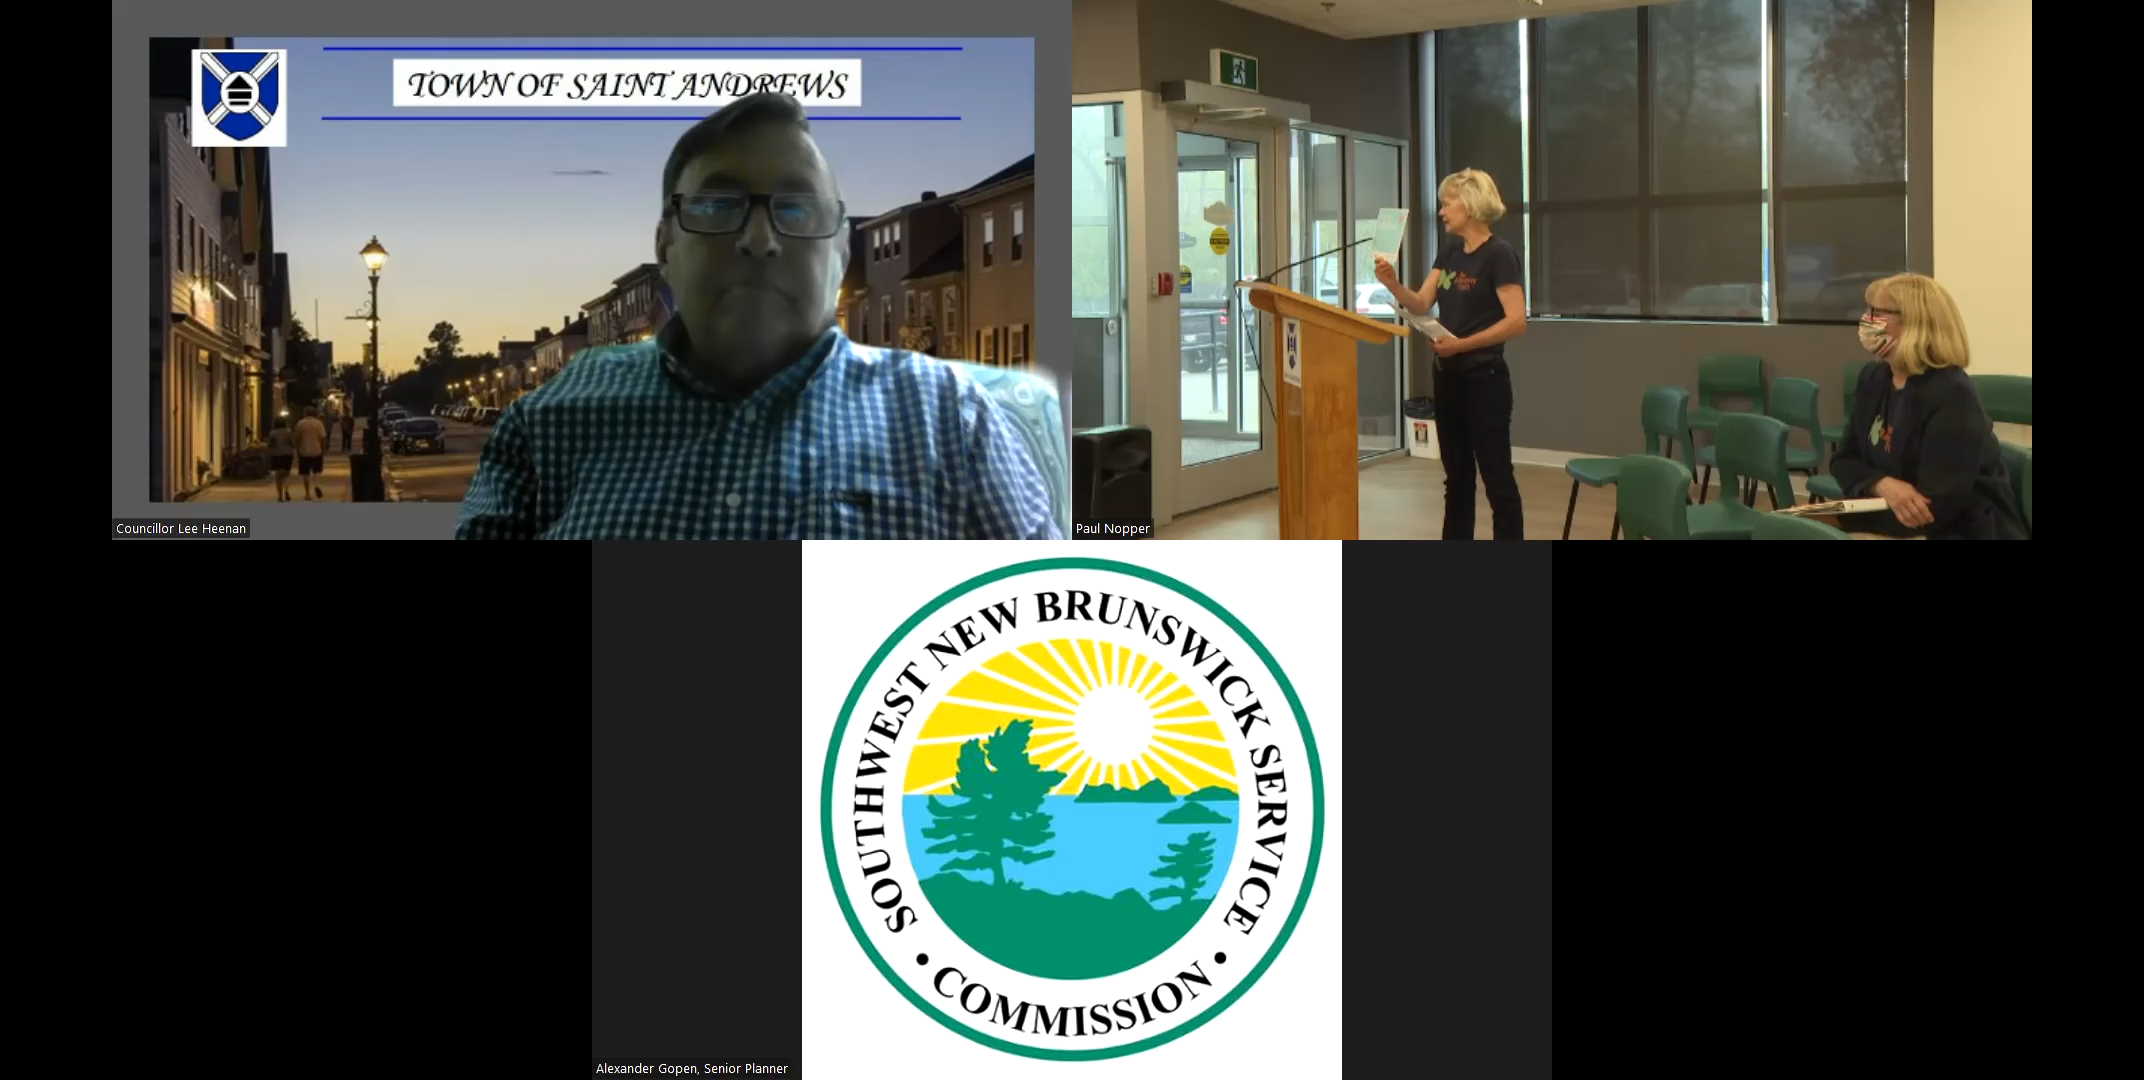 TOWN OF SAINT ANDREWS
Councillor Lee Heenan
Paul Nopper
SOUTHWEST NEW BRUNSWICK SERVICE
• COMMISSION •
Alexander Gopen, Senior Planner